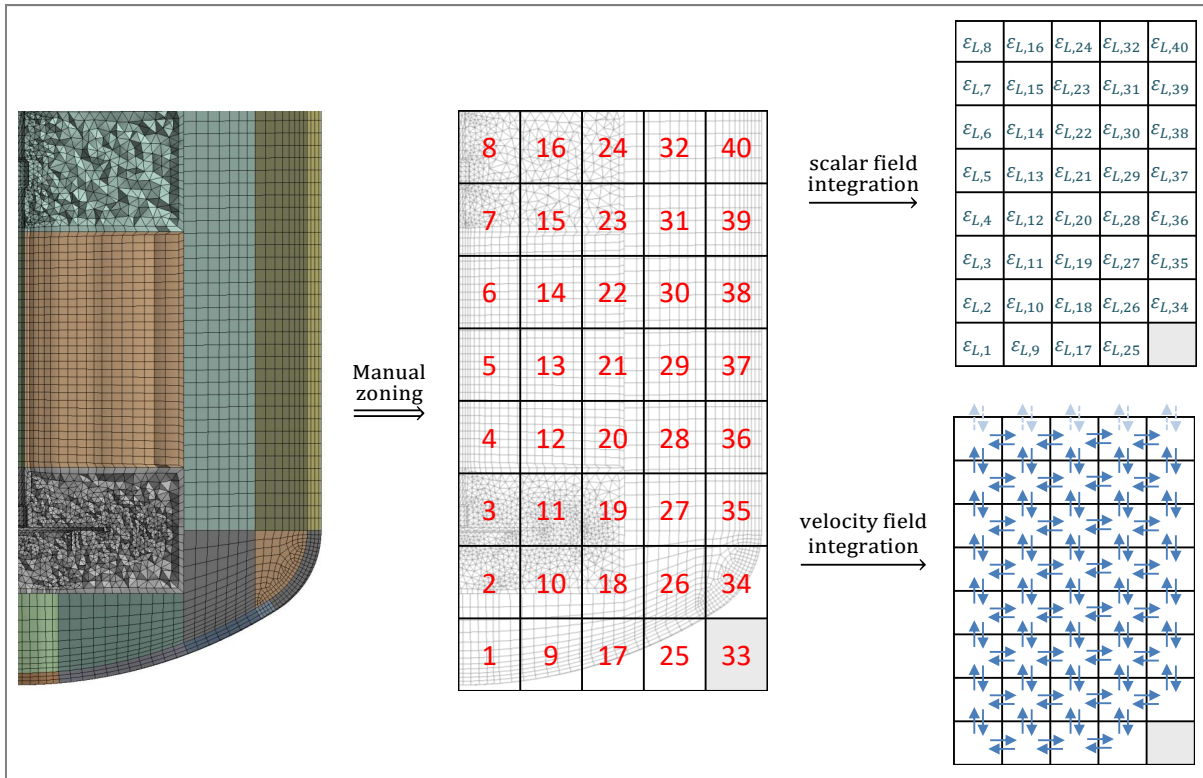 Manual
zoning
8 16 24 32 40
7 15 23 31 39
6 14 22 30 38
5 13 21 29 37
4 12 20 28 36
3 11 19 27 35
2 10 18 26 34
1 9 17 25 33
scalar field
integration
ε_{L,8} ε_{L,16} ε_{L,24} ε_{L,32} ε_{L,40}
ε_{L,7} ε_{L,15} ε_{L,23} ε_{L,31} ε_{L,39}
ε_{L,6} ε_{L,14} ε_{L,22} ε_{L,30} ε_{L,38}
ε_{L,5} ε_{L,13} ε_{L,21} ε_{L,29} ε_{L,37}
ε_{L,4} ε_{L,12} ε_{L,20} ε_{L,28} ε_{L,36}
ε_{L,3} ε_{L,11} ε_{L,19} ε_{L,27} ε_{L,35}
ε_{L,2} ε_{L,10} ε_{L,18} ε_{L,26} ε_{L,34}
ε_{L,1} ε_{L,9} ε_{L,17} ε_{L,25}
velocity field
integration